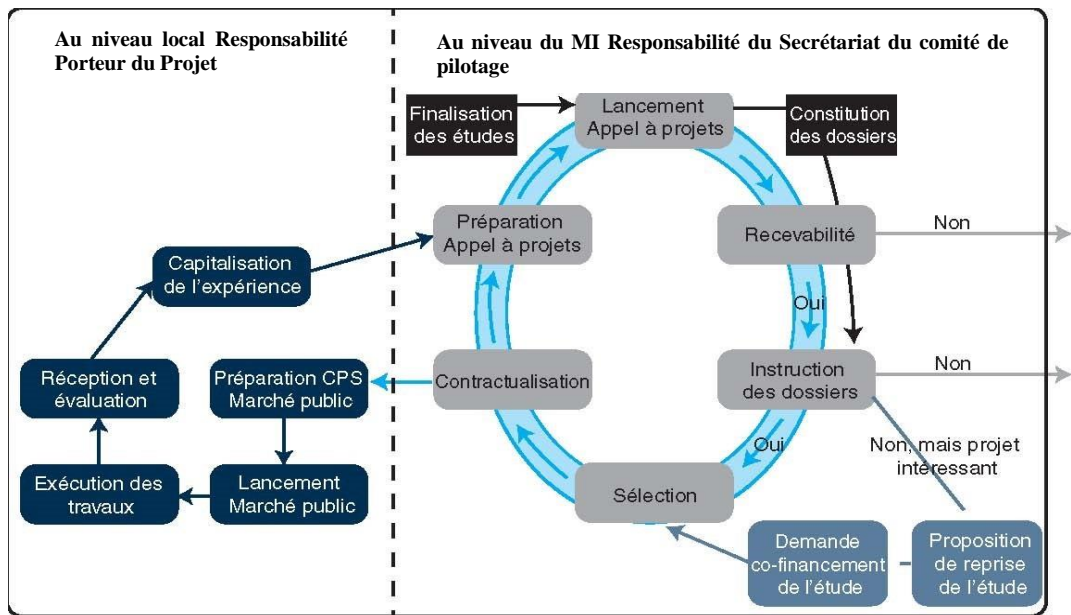 Au niveau local Responsabilité
Porteur du Projet
Au niveau du MI Responsabilité du Secrétariat du comité de
pilotage
Finalisation
des études
Lancement
Appel à projets
Constitution
des dossiers
Préparation
Appel à projets
Recevabilité
Non
Capitalisation
de l'expérience
Oui
Réception et
évaluation
Préparation CPS
Marché public
Contractualisation
Instruction
des dossiers
Non
Oui
Non, mais projet
intéressant
Exécution des
travaux
Lancement
Marché public
Sélection
Demande
co-financement
de l'étude
Proposition
de reprise
de l'étude